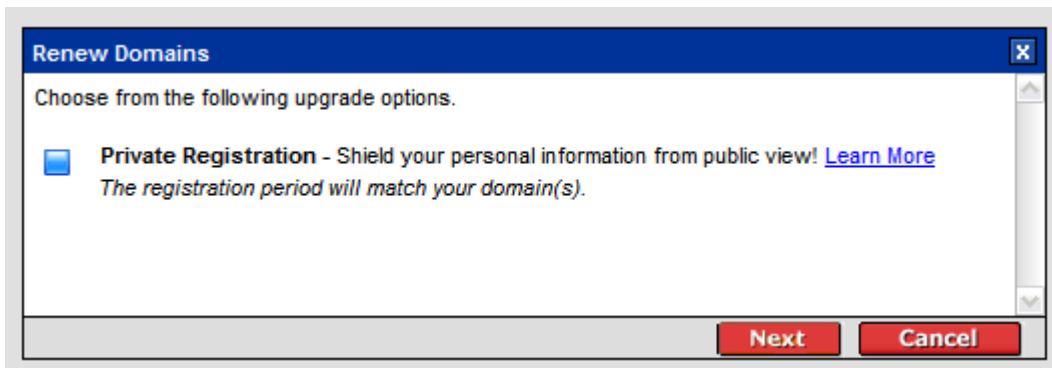 Renew Domains
Choose from the following upgrade options.
Private Registration - Shield your personal information from public view! Learn More
The registration period will match your domain(s).
Next Cancel